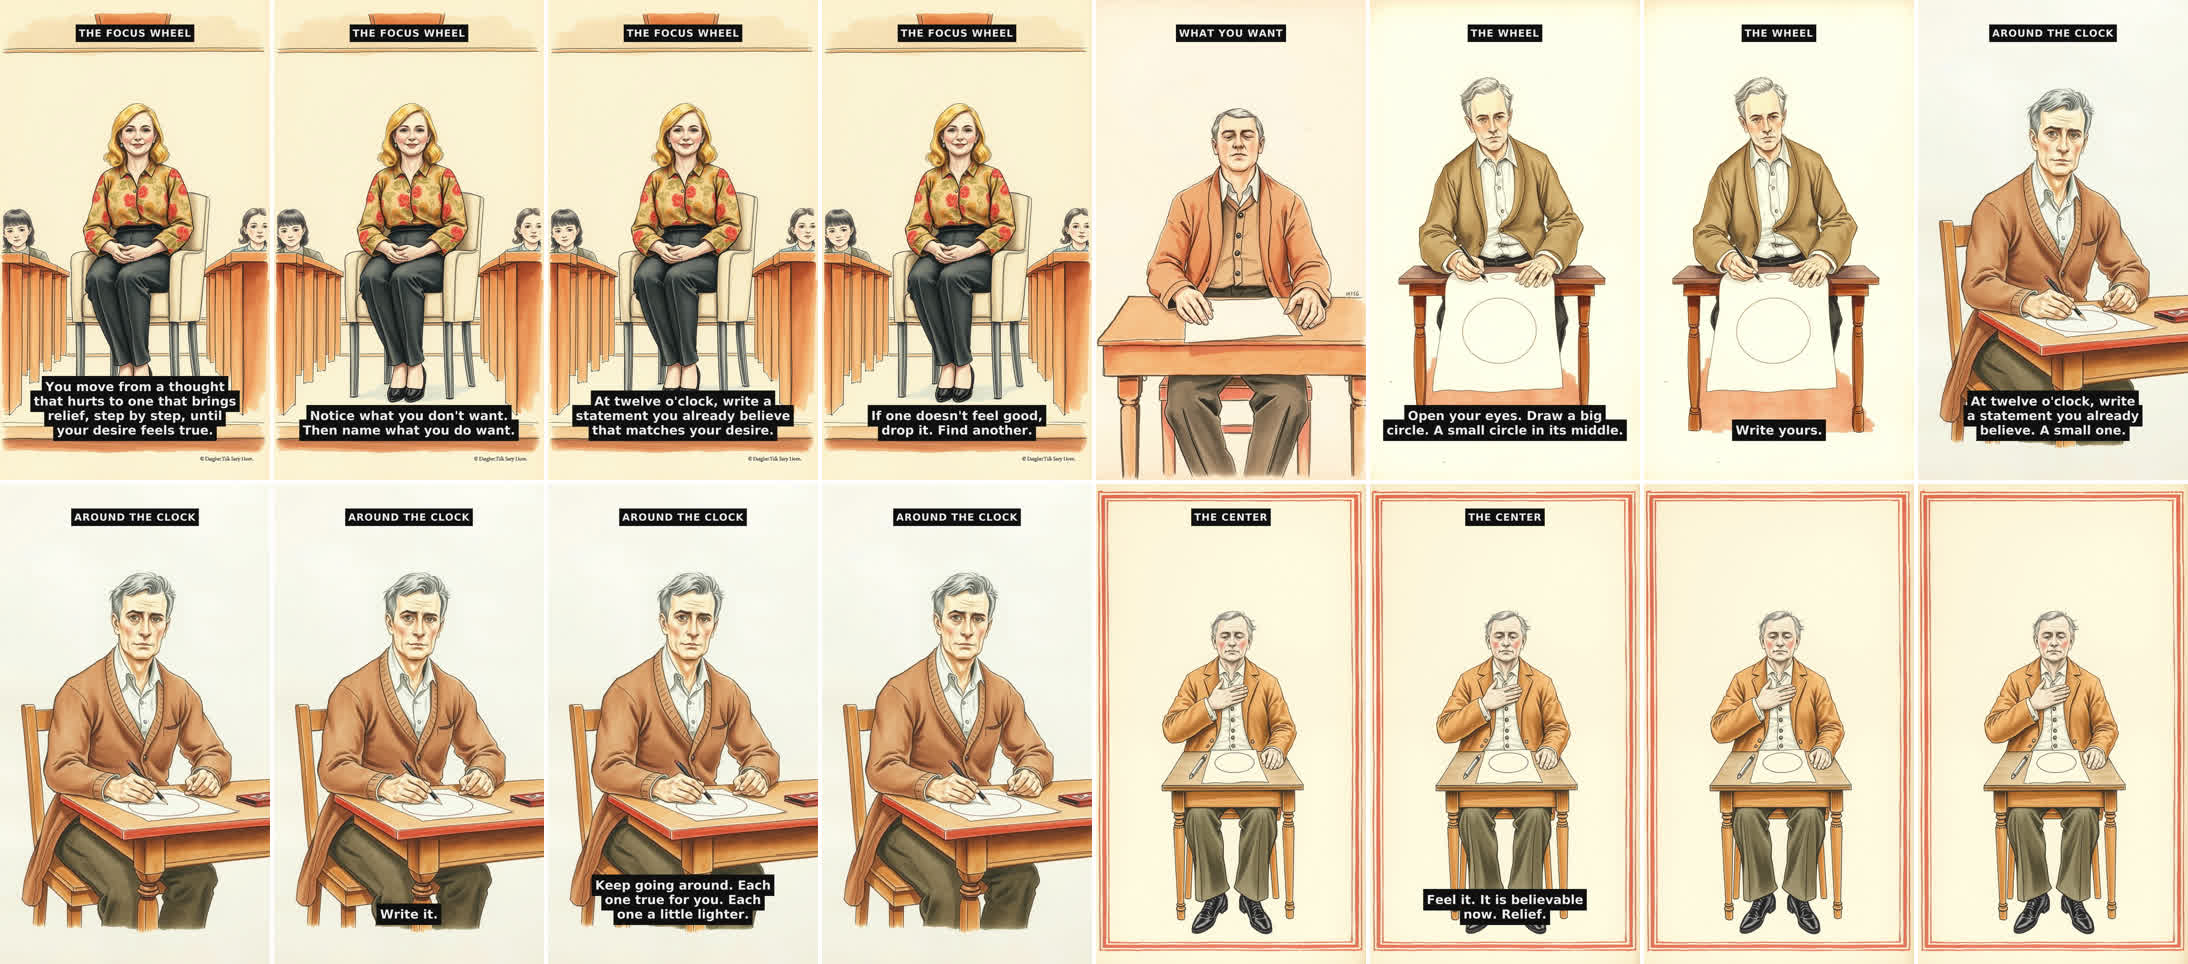 THE FOCUS WHEEL
You move from a thought
that hurts to one that brings
relief, step by step, until
your desire feels true.
THE FOCUS WHEEL
Notice what you don't want.
Then name what you do want.
THE FOCUS WHEEL
At twelve o'clock, write a
statement you already believe
that matches your desire.
THE FOCUS WHEEL
If one doesn't feel good,
drop it. Find another.
WHAT YOU WANT
THE WHEEL
Open your eyes. Draw a big
circle. A small circle in its middle.
THE WHEEL
Write yours.
AROUND THE CLOCK
At twelve o'clock, write
a statement you already
believe. A small one.
AROUND THE CLOCK
AROUND THE CLOCK
Write it.
AROUND THE CLOCK
Keep going around. Each
one true for you. Each
one a little lighter.
AROUND THE CLOCK
THE CENTER
THE CENTER
Feel it. It is believable
now. Relief.